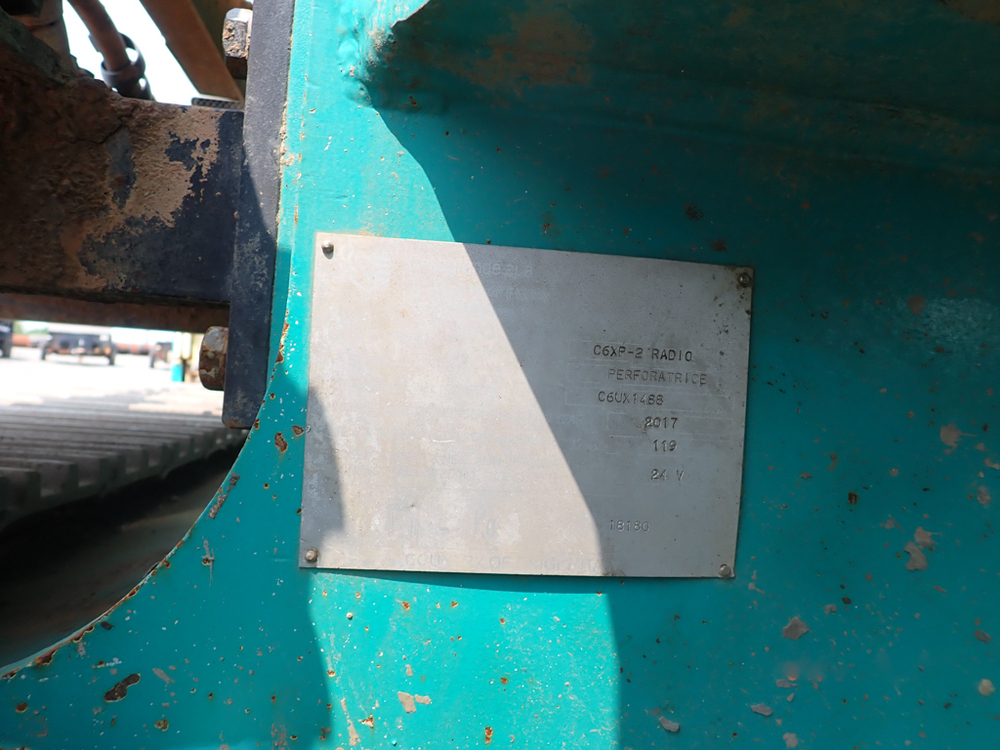 C6XP-2 RADIO
PERFORATRICE
C6UX1488
2017
119
24 V
18180